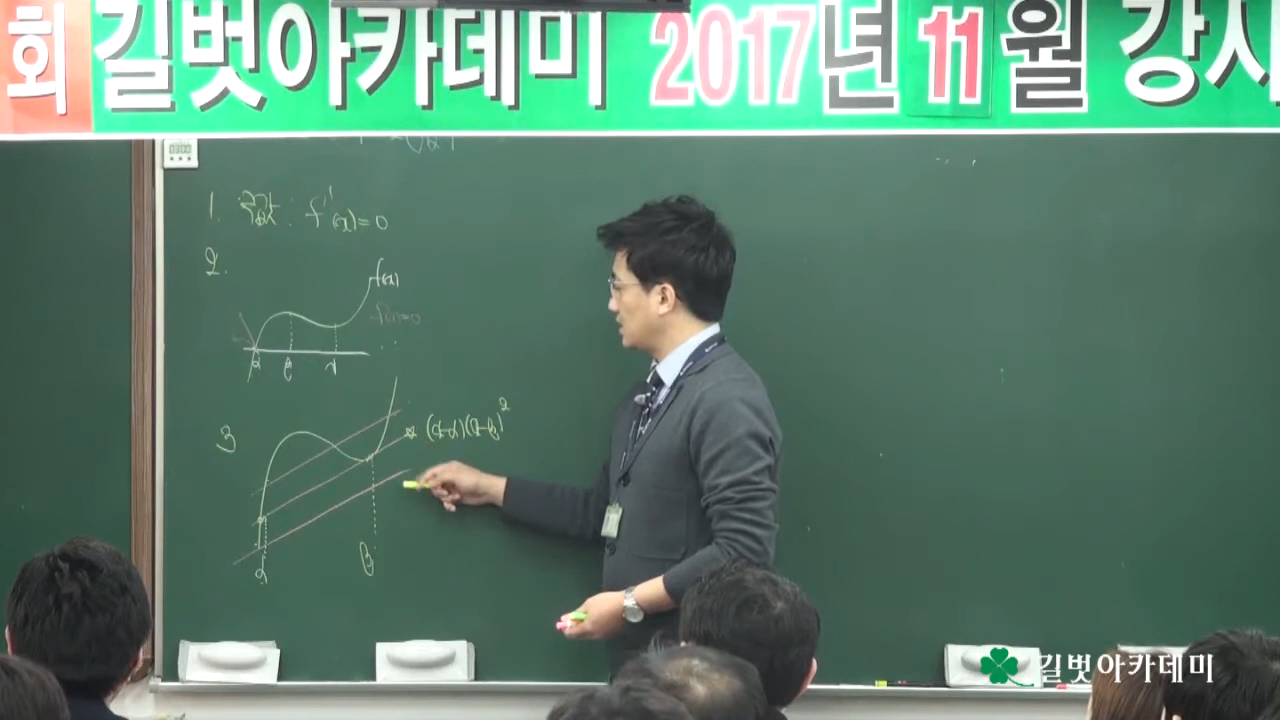 회 길벗아카데미 2017년 11월 강사
1. 극값: f'(x)=0
2.
f(x)
α β γ
3
(x-α)(x-β)²
α β
길벗아카데미